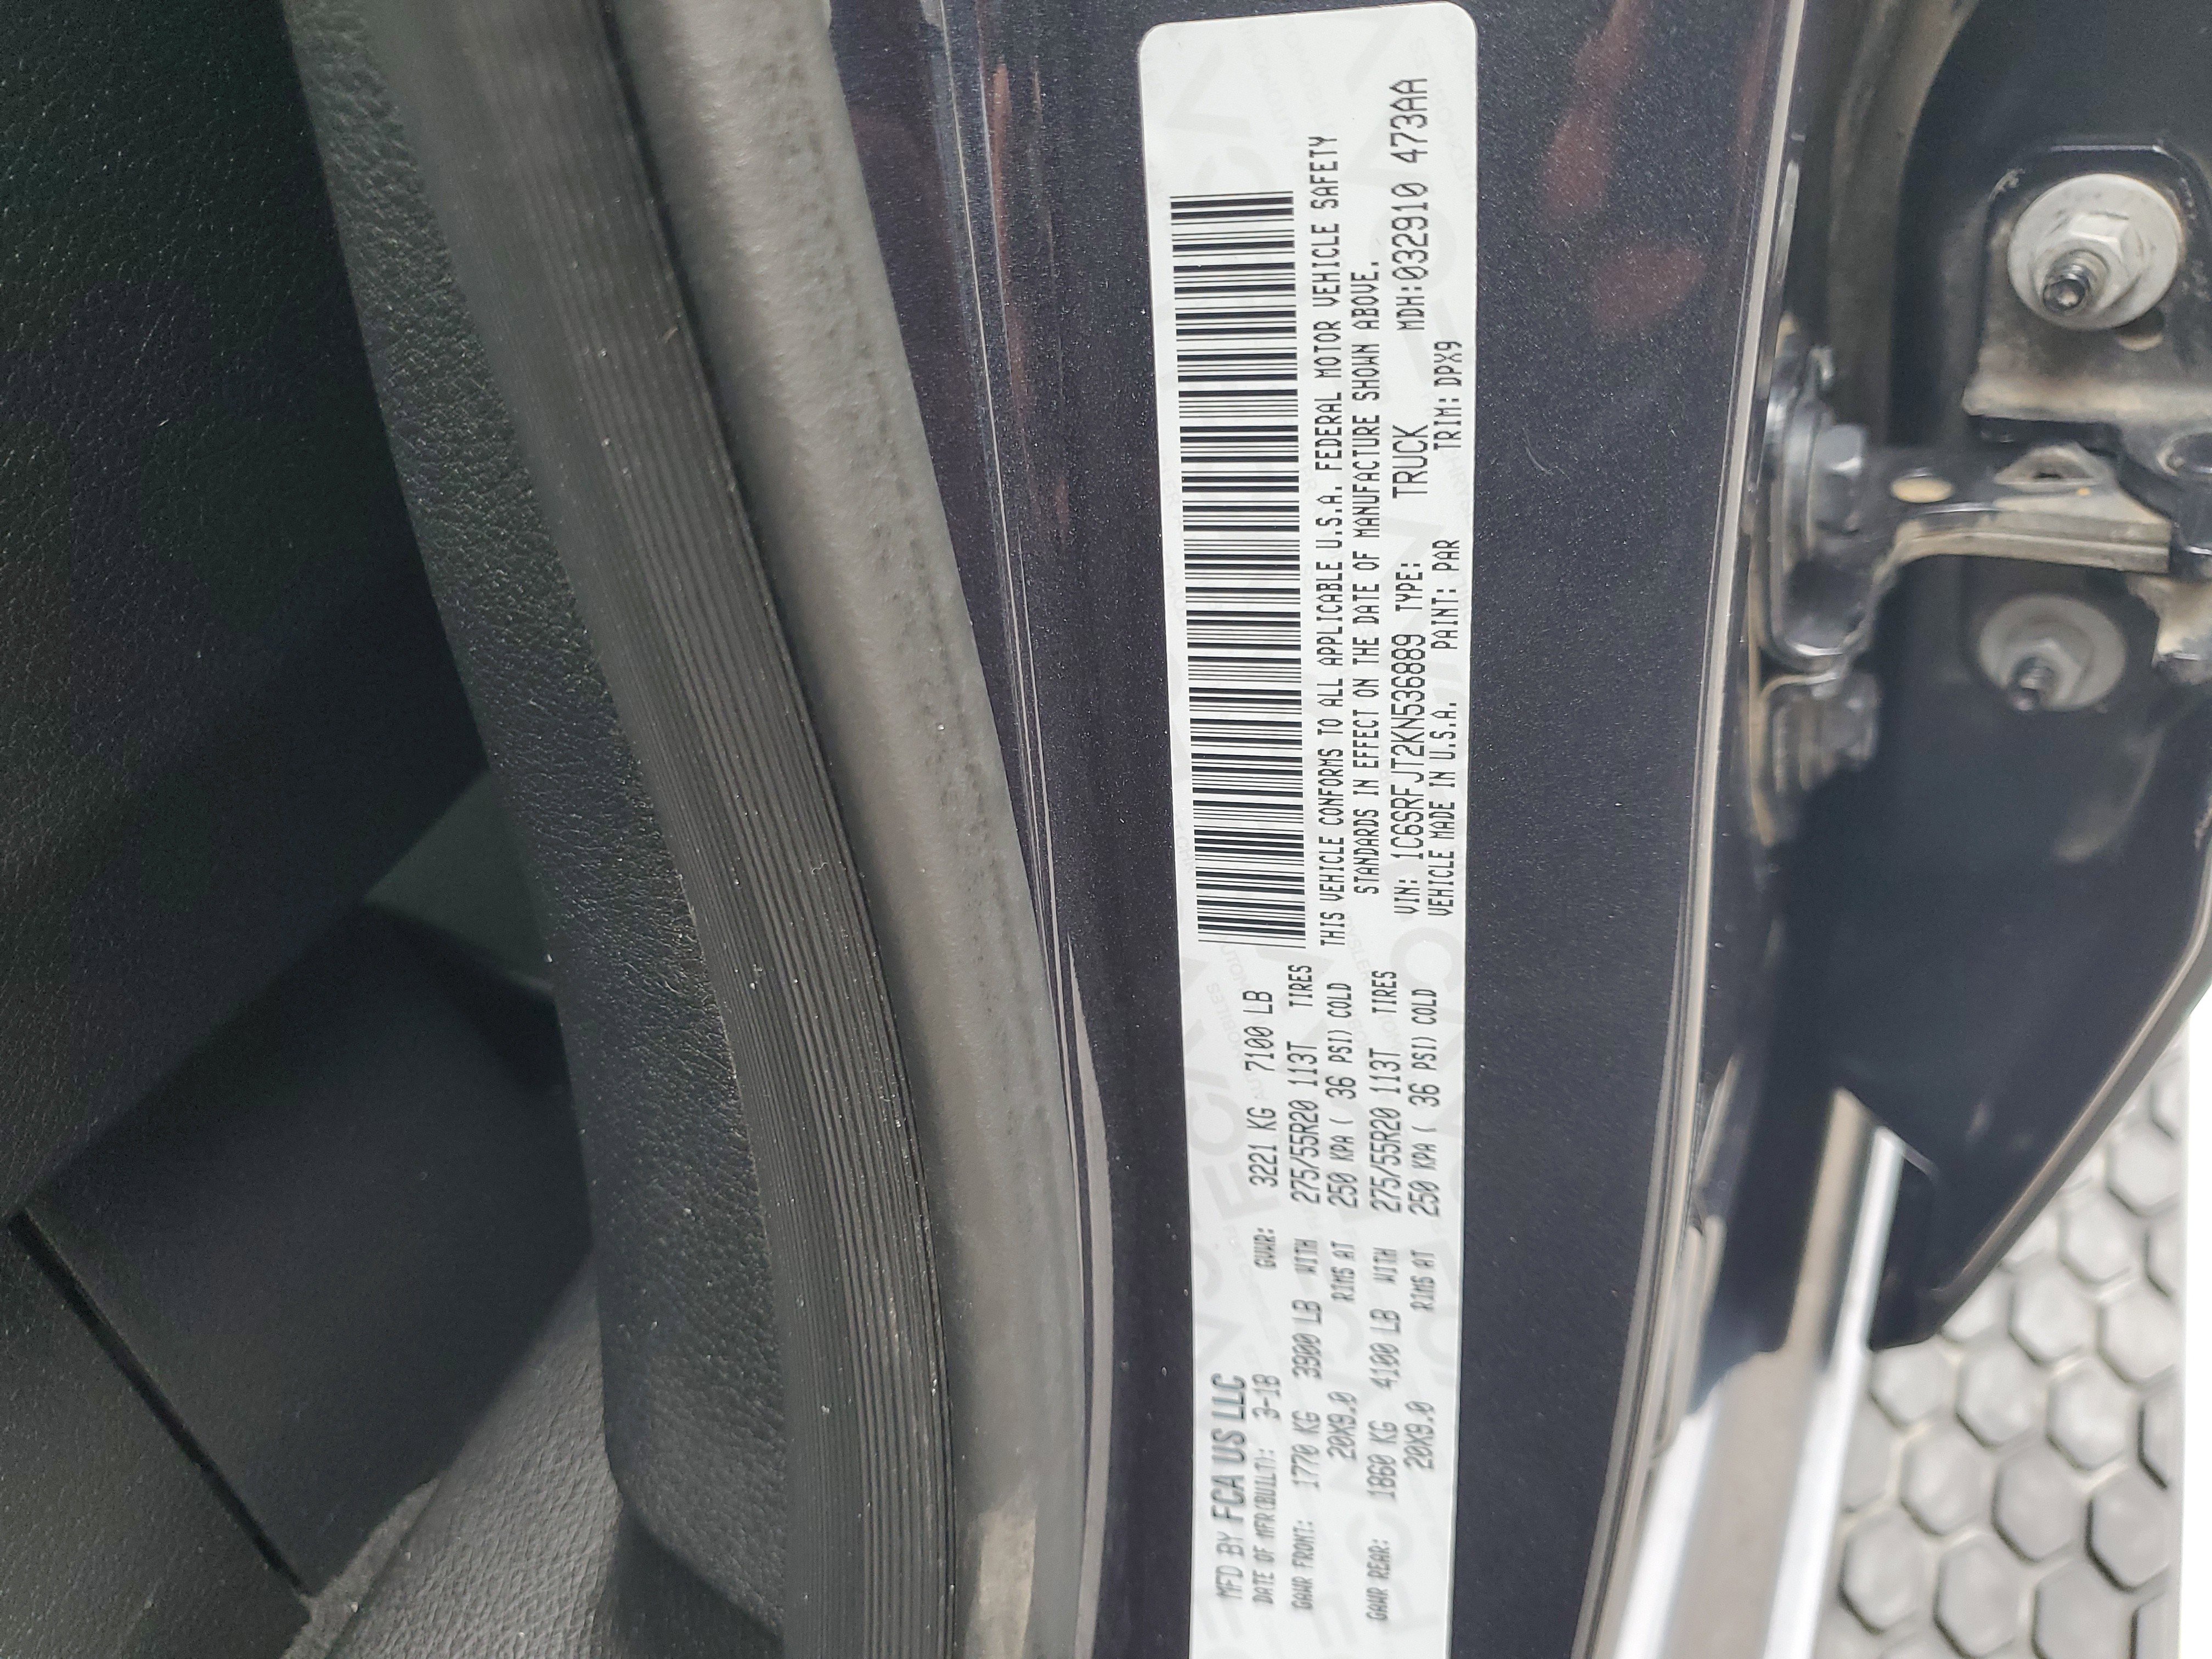 MFD BY FCA US LLC
DATE OF MFR(BUILT): 3-18 GVWR: 3221 KG 7100 LB
GAWR FRONT: 1770 KG 3900 LB WITH 275/55R20 113T TIRES
20X9.0 RIMS AT 250 KPA ( 36 PSI) COLD
GAWR REAR: 1860 KG 4100 LB WITH 275/55R20 113T TIRES
20X9.0 RIMS AT 250 KPA ( 36 PSI) COLD
THIS VEHICLE CONFORMS TO ALL APPLICABLE U.S.A. FEDERAL MOTOR VEHICLE SAFETY
STANDARDS IN EFFECT ON THE DATE OF MANUFACTURE SHOWN ABOVE.
VIN: 1C6SRFJT2KN536889 TYPE: TRUCK MDH:032910 473AA
VEHICLE MADE IN U.S.A. PAINT: PAR TRIM: DPX9